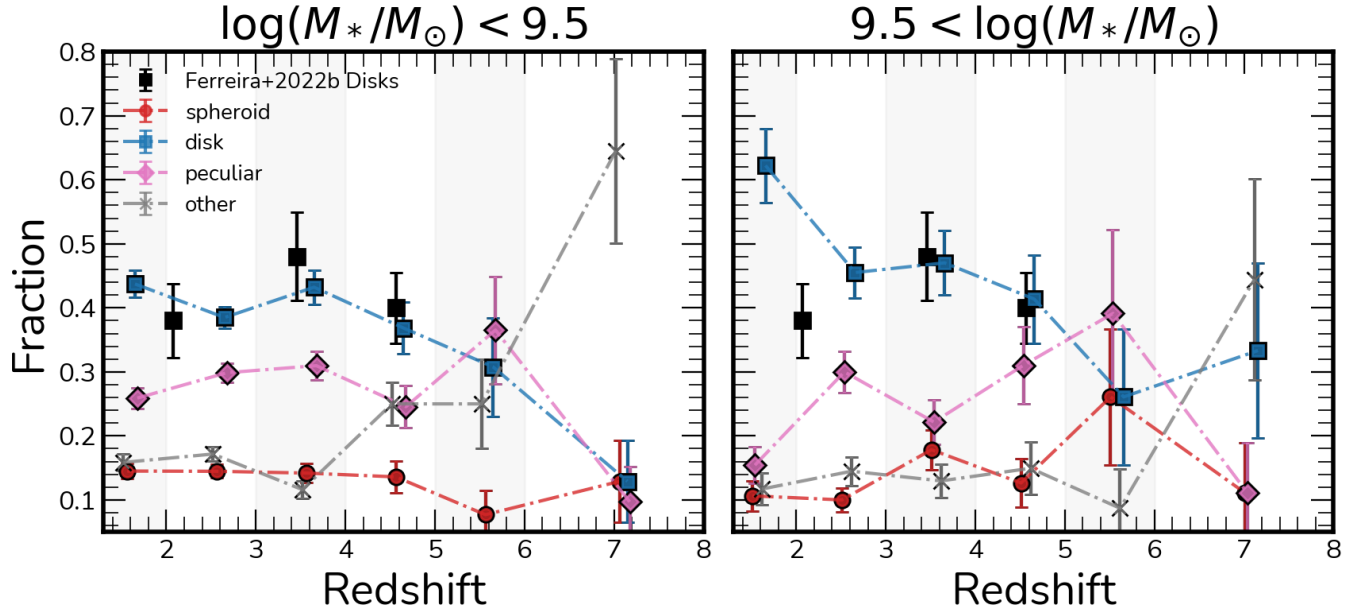 log(M*/M⊙) < 9.5
9.5 < log(M*/M⊙)
Fraction
0.8
0.7
0.6
0.5
0.4
0.3
0.2
0.1
Ferreira+2022b Disks
spheroid
disk
peculiar
other
2 3 4 5 6 7 8
2 3 4 5 6 7 8
Redshift
Redshift